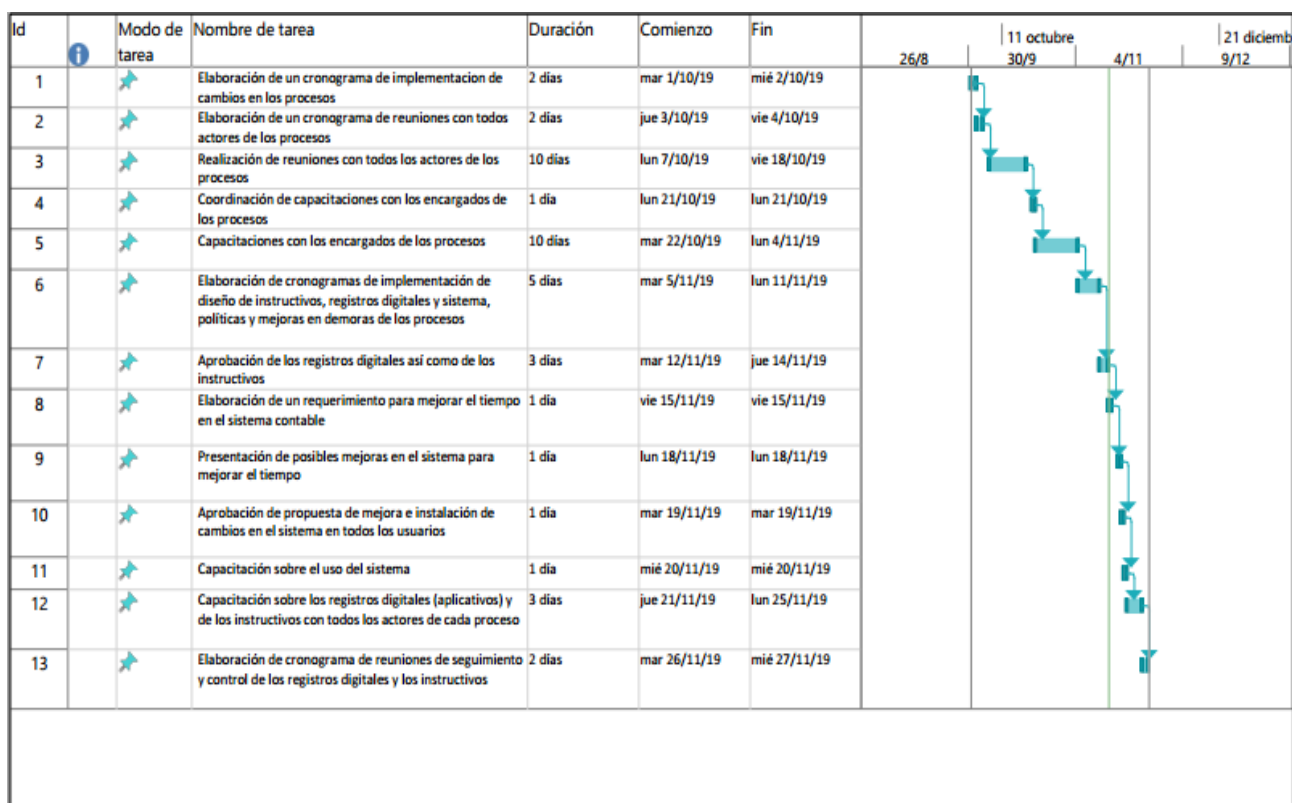 Id Modo de tarea Nombre de tarea Duración Comienzo Fin
11 octubre 21 diciemb
26/8 30/9 4/11 9/12
1 Elaboración de un cronograma de implementacion de 2 días mar 1/10/19 mié 2/10/19
cambios en los procesos
2 Elaboración de un cronograma de reuniones con todos 2 días jue 3/10/19 vie 4/10/19
actores de los procesos
3 Realización de reuniones con todos los actores de los 10 días lun 7/10/19 vie 18/10/19
procesos
4 Coordinación de capacitaciones con los encargados de 1 día lun 21/10/19 lun 21/10/19
los procesos
5 Capacitaciones con los encargados de los procesos 10 días mar 22/10/19 lun 4/11/19
6 Elaboración de cronogramas de implementación de 5 días mar 5/11/19 lun 11/11/19
diseño de instructivos, registros digitales y sistema,
políticas y mejoras en demoras de los procesos
7 Aprobación de los registros digitales así como de los 3 días mar 12/11/19 jue 14/11/19
instructivos
8 Elaboración de un requerimiento para mejorar el tiempo 1 día vie 15/11/19 vie 15/11/19
en el sistema contable
9 Presentación de posibles mejoras en el sistema para 1 día lun 18/11/19 lun 18/11/19
mejorar el tiempo
10 Aprobación de propuesta de mejora e instalación de 1 día mar 19/11/19 mar 19/11/19
cambios en el sistema en todos los usuarios
11 Capacitación sobre el uso del sistema 1 día mié 20/11/19 mié 20/11/19
12 Capacitación sobre los registros digitales (aplicativos) y 3 días jue 21/11/19 lun 25/11/19
de los instructivos con todos los actores de cada proceso
13 Elaboración de cronograma de reuniones de seguimiento 2 días mar 26/11/19 mié 27/11/19
y control de los registros digitales y los instructivos